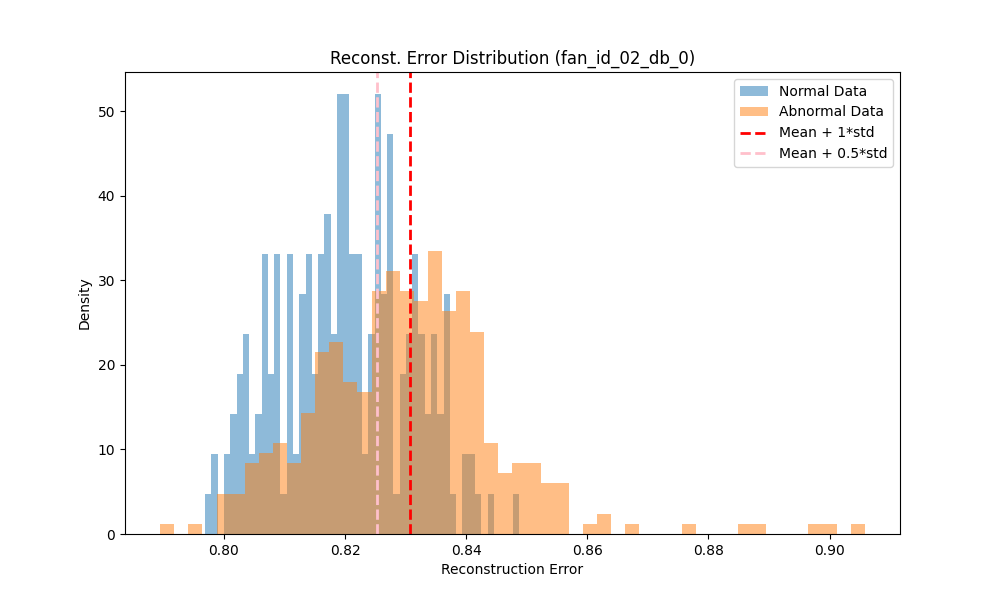 Reconst. Error Distribution (fan_id_02_db_0)
Normal Data
Abnormal Data
Mean + 1*std
Mean + 0.5*std
Density
50
40
30
20
10
0
0.80 0.82 0.84 0.86 0.88 0.90
Reconstruction Error